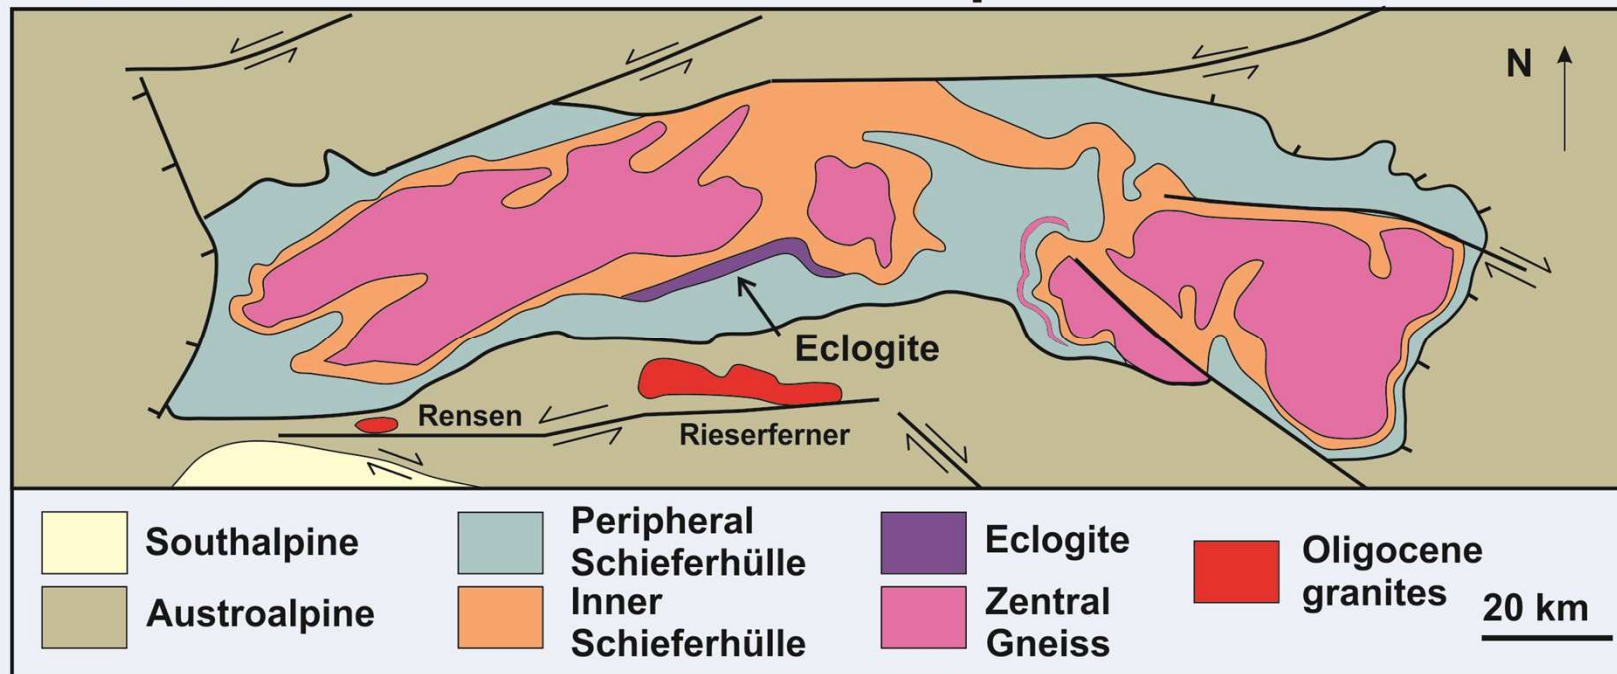 N
Eclogite
Rensen
Rieserferner
Southalpine
Austroalpine
Peripheral
Schieferhülle
Inner
Schieferhülle
Eclogite
Zentral
Gneiss
Oligocene
granites
20 km